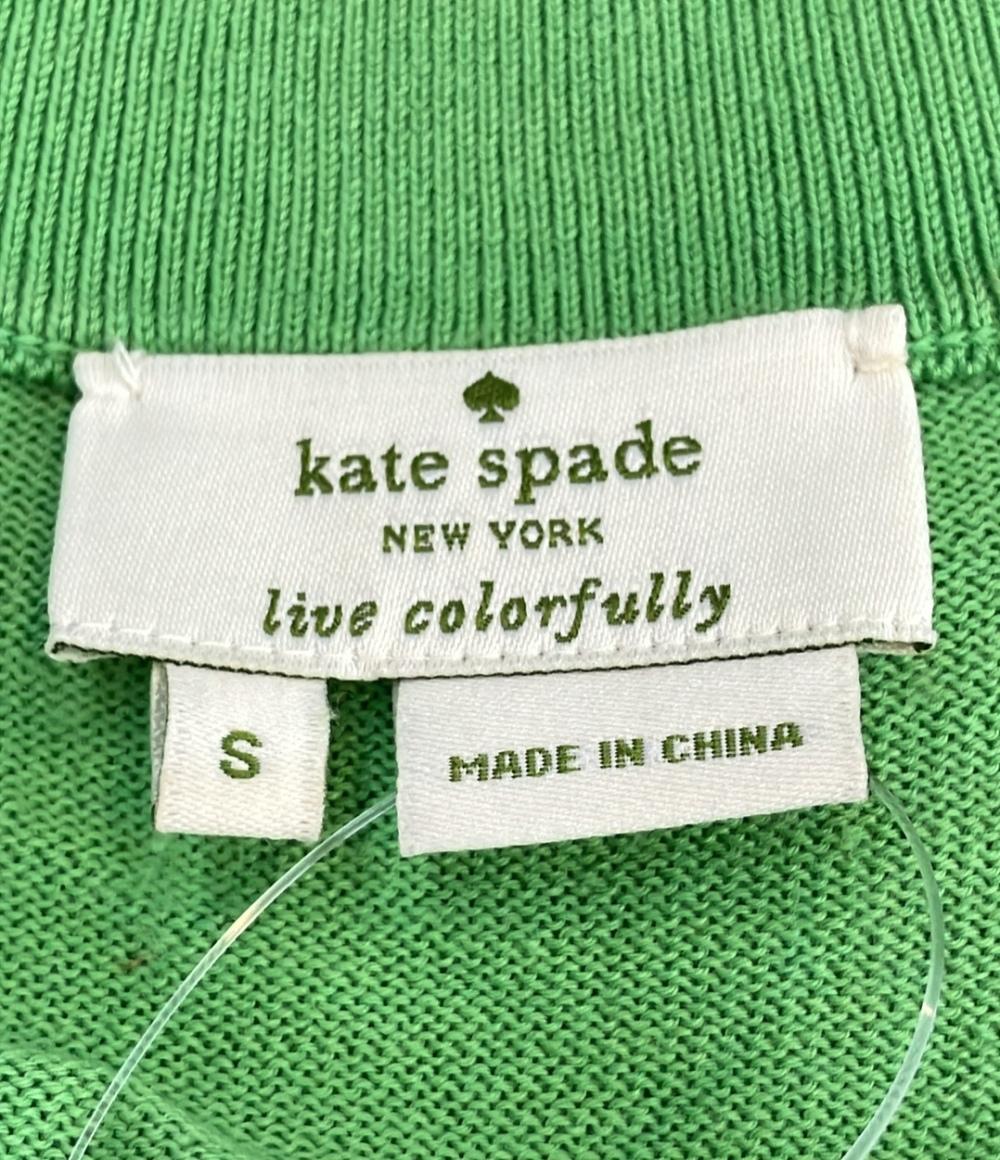 kate spade
NEW YORK
live colorfully
S
MADE IN CHINA